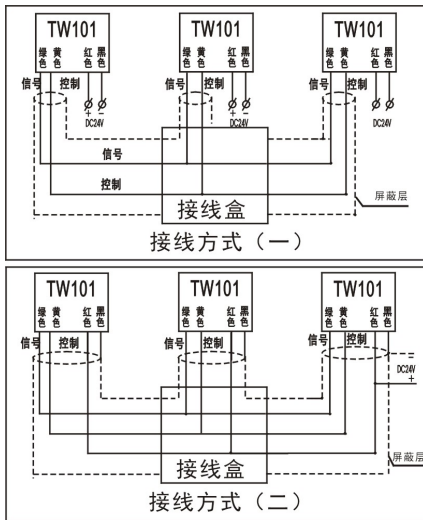 TW101 TW101 TW101
绿色 黄色 红色 黑色 绿色 黄色 红色 黑色 绿色 黄色 红色 黑色
信号 控制 信号 控制 信号 控制
+ − + −
DC24V DC24V DC24V
信号
控制
屏蔽层
接线盒
接线方式（一）
TW101 TW101 TW101
绿色 黄色 红色 黑色 绿色 黄色 红色 黑色 绿色 黄色 红色 黑色
信号 控制 信号 控制 信号 控制
−
DC24V
+
屏蔽层
接线盒
接线方式（二）